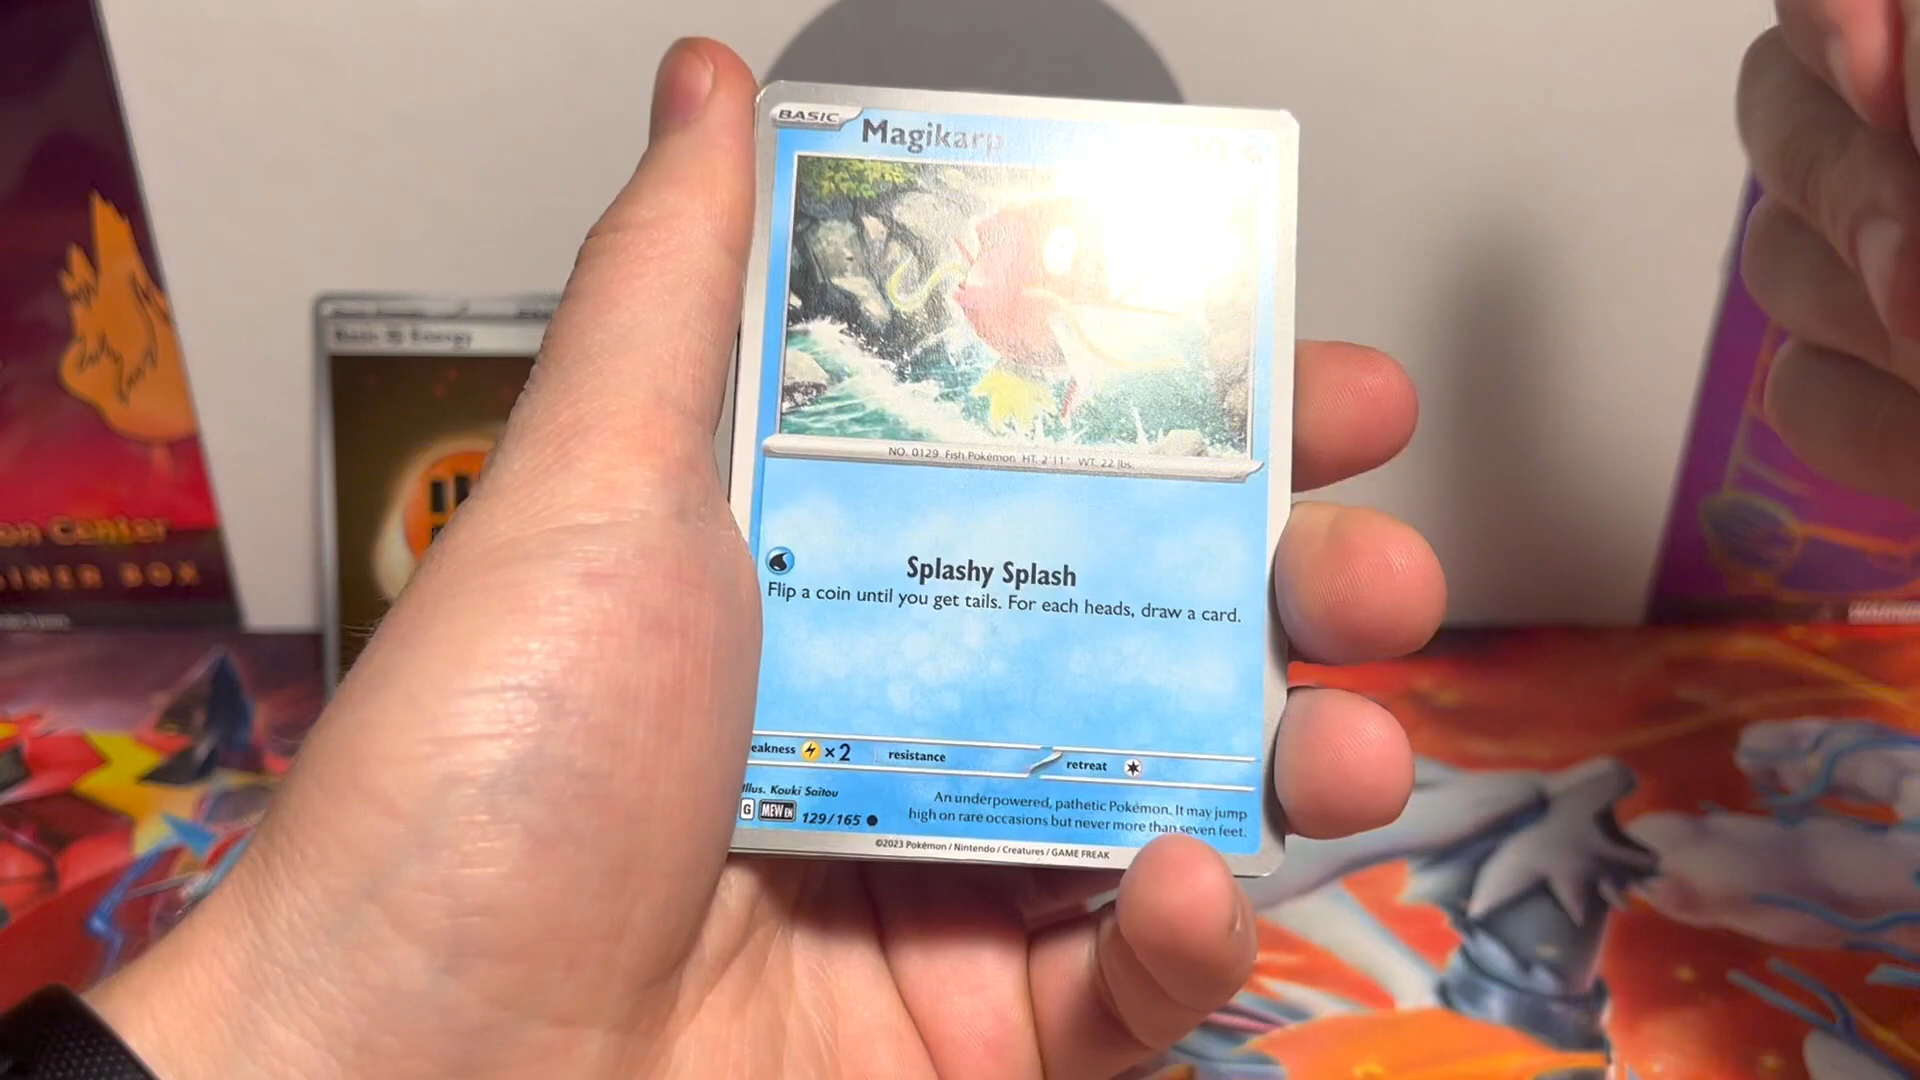 BASIC
Magikarp
NO. 0129 Fish Pokémon HT. 2'11" WT. 22 lbs.
Splashy Splash
Flip a coin until you get tails. For each heads, draw a card.
eakness ×2 resistance retreat
Illus. Kouki Saitou
G MEW EN 129/165
An underpowered, pathetic Pokémon. It may jump
high on rare occasions but never more than seven feet.
©2023 Pokémon / Nintendo / Creatures / GAME FREAK
Basic Energy
on Center
INER BOX